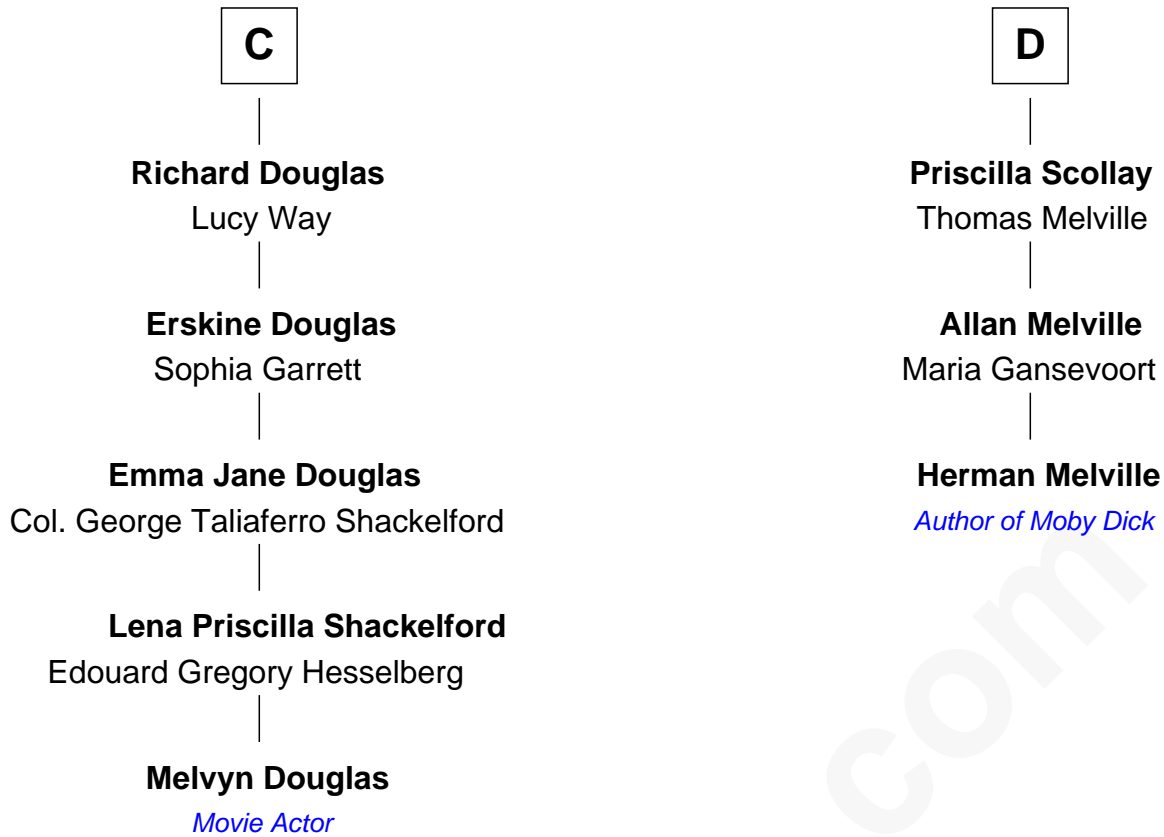 C
Richard Douglas
Lucy Way
Erskine Douglas
Sophia Garrett
Emma Jane Douglas
Col. George Taliaferro Shackelford
Lena Priscilla Shackelford
Edouard Gregory Hesselberg
Melvyn Douglas
Movie Actor
D
Priscilla Scollay
Thomas Melville
Allan Melville
Maria Gansevoort
Herman Melville
Author of Moby Dick
com